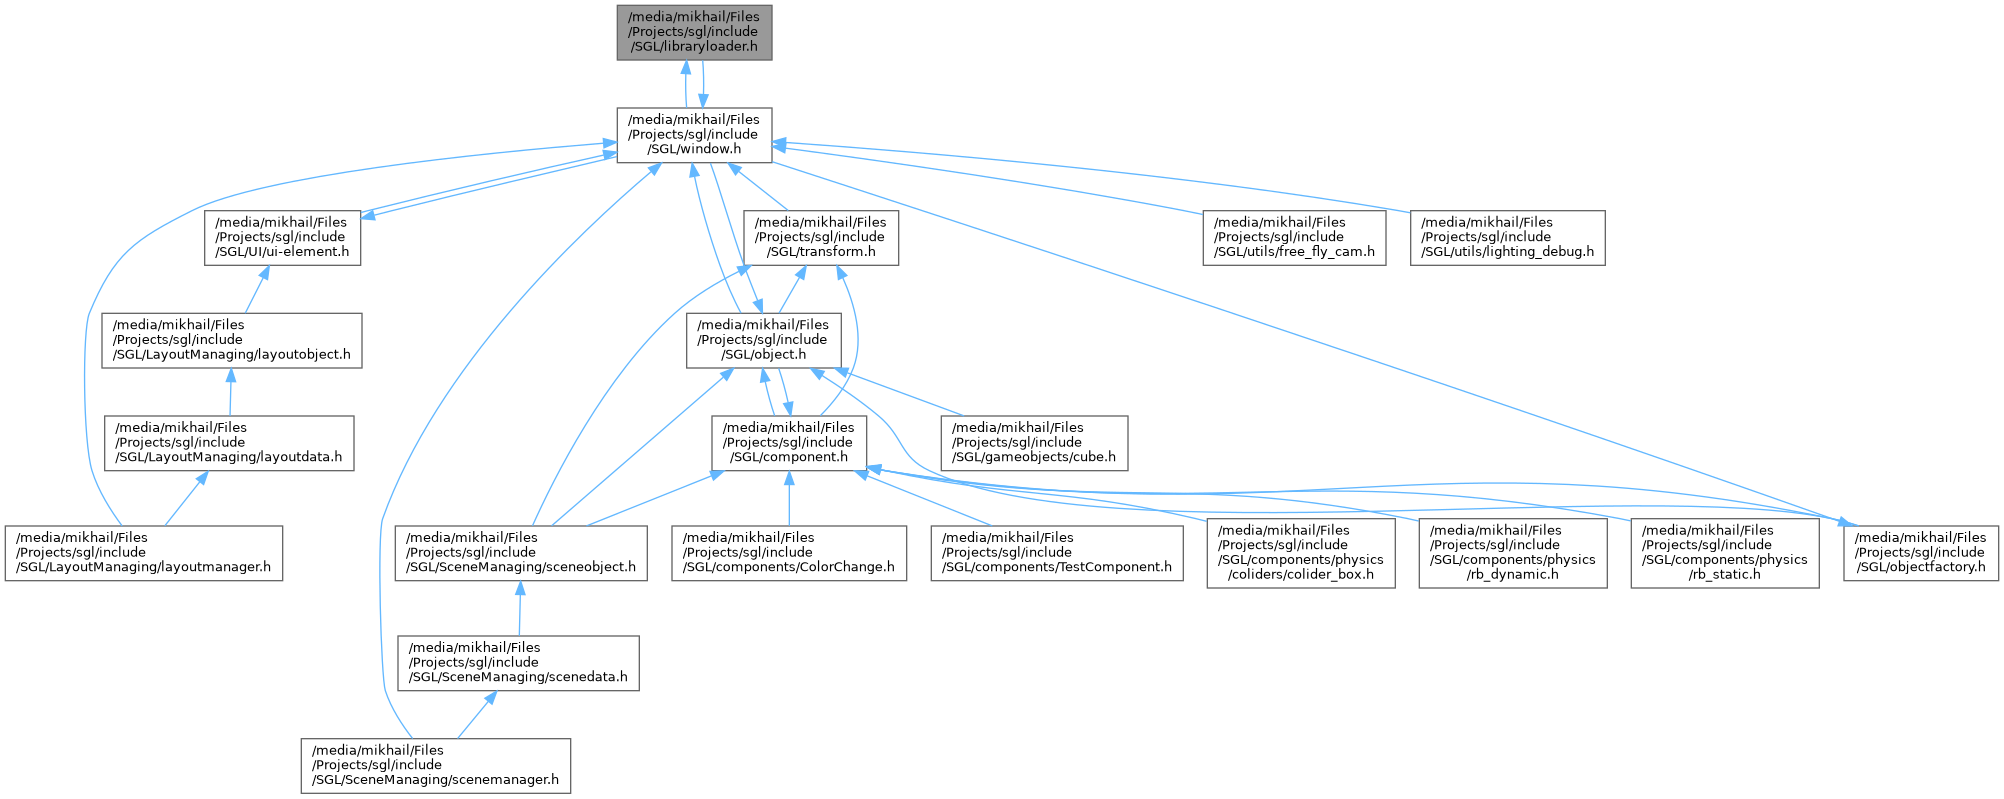 /media/mikhail/Files
/Projects/sgl/include
/SGL/libraryloader.h
/media/mikhail/Files
/Projects/sgl/include
/SGL/window.h
/media/mikhail/Files
/Projects/sgl/include
/SGL/UI/ui-element.h
/media/mikhail/Files
/Projects/sgl/include
/SGL/transform.h
/media/mikhail/Files
/Projects/sgl/include
/SGL/utils/free_fly_cam.h
/media/mikhail/Files
/Projects/sgl/include
/SGL/utils/lighting_debug.h
/media/mikhail/Files
/Projects/sgl/include
/SGL/LayoutManaging/layoutobject.h
/media/mikhail/Files
/Projects/sgl/include
/SGL/object.h
/media/mikhail/Files
/Projects/sgl/include
/SGL/LayoutManaging/layoutdata.h
/media/mikhail/Files
/Projects/sgl/include
/SGL/component.h
/media/mikhail/Files
/Projects/sgl/include
/SGL/gameobjects/cube.h
/media/mikhail/Files
/Projects/sgl/include
/SGL/LayoutManaging/layoutmanager.h
/media/mikhail/Files
/Projects/sgl/include
/SGL/SceneManaging/sceneobject.h
/media/mikhail/Files
/Projects/sgl/include
/SGL/components/ColorChange.h
/media/mikhail/Files
/Projects/sgl/include
/SGL/components/TestComponent.h
/media/mikhail/Files
/Projects/sgl/include
/SGL/components/physics
/coliders/colider_box.h
/media/mikhail/Files
/Projects/sgl/include
/SGL/components/physics
/rb_dynamic.h
/media/mikhail/Files
/Projects/sgl/include
/SGL/components/physics
/rb_static.h
/media/mikhail/Files
/Projects/sgl/include
/SGL/objectfactory.h
/media/mikhail/Files
/Projects/sgl/include
/SGL/SceneManaging/scenedata.h
/media/mikhail/Files
/Projects/sgl/include
/SGL/SceneManaging/scenemanager.h